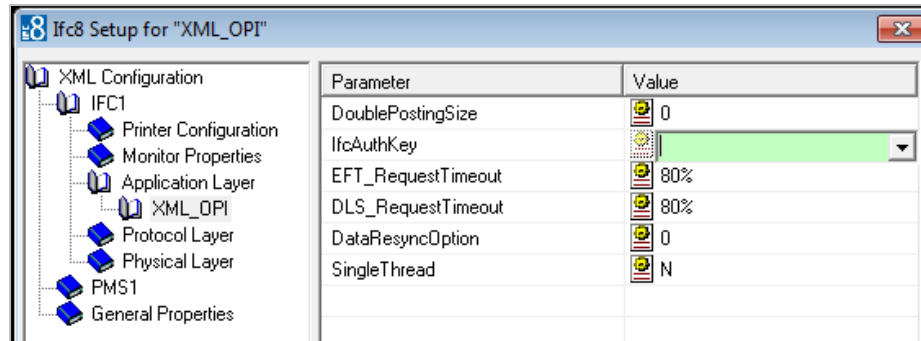 Ifc8 Setup for "XML_OPI"
XML Configuration
IFC1
Printer Configuration
Monitor Properties
Application Layer
XML_OPI
Protocol Layer
Physical Layer
PMS1
General Properties
Parameter Value
DoublePostingSize 0
IfcAuthKey
EFT_RequestTimeout 80%
DLS_RequestTimeout 80%
DataResyncOption 0
SingleThread N